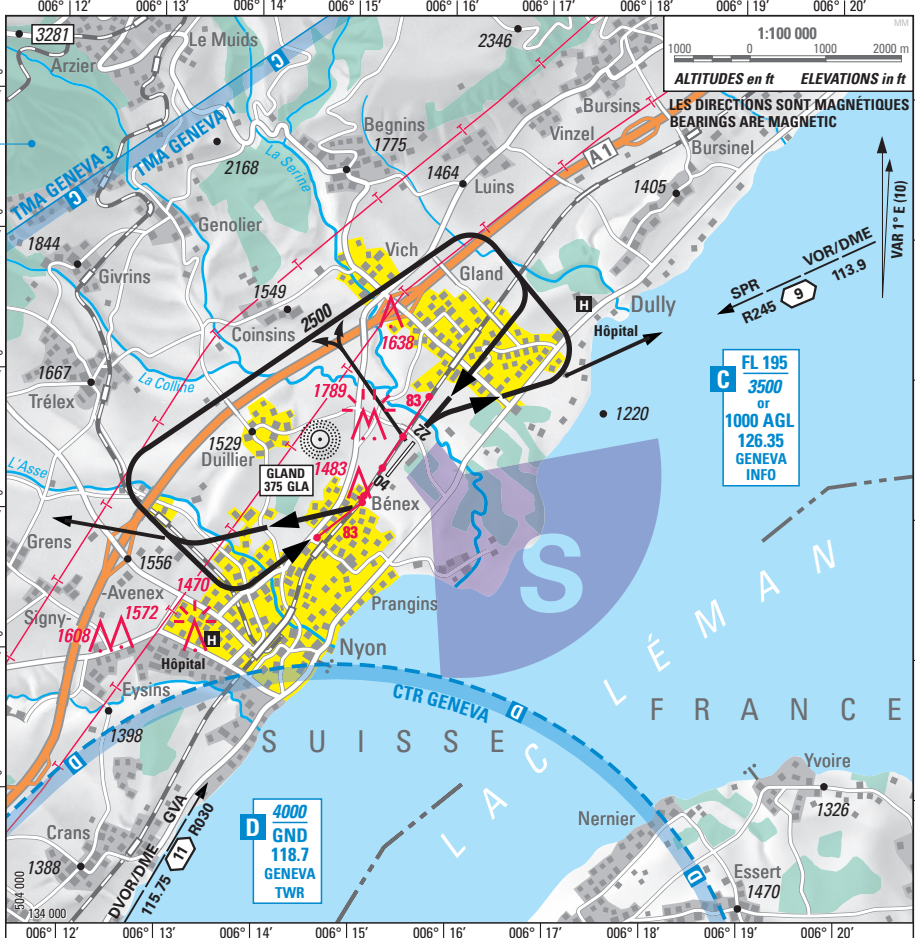 006° 12'
13'
006° 14'
15'
006° 16'
17'
006° 18'
19'
006° 20'
3281
Le Muids
Arzier
C
2346
MM
1:100 000
1000
0
1000
2000 m
ALTITUDES en ft
ELEVATIONS in ft
LES DIRECTIONS SONT MAGNÉTIQUES
BEARINGS ARE MAGNETIC
Bursins
Vinzel
Bursinel
A1
TMA GENEVA 3
TMA GENEVA 1
C
La Serine
Begnins
1775
2168
1464
Luins
1405
VAR 1° E (10)
1844
Givrins
Genolier
Vich
Gland
1549
Coinsins
2500
1638
H
Dully
Hôpital
SPR
VOR/DME
R245
9
113.9
1667
Trélex
La Colline
1789
83
C
FL 195
3500
or
1000 AGL
126.35
GENEVA
INFO
1220
22
04
1529
Duillier
GLAND
375 GLA
1483
Bénex
83
L'Asse
Grens
1556
-Avenex
Signy-
1470
1572
1608
H
Hôpital
Prangins
S
Nyon
Eysins
1398
D
CTR GENEVA
D
SUISSE
FRANCE
LAC LÉMAN
Crans
1388
DVOR/DME
GVA
115.75
11
R030
D
4000
GND
118.7
GENEVA
TWR
Yvoire
1326
Nernier
D
Essert
1470
504 000
134 000
006° 12'
006° 13'
006° 14'
006° 15'
006° 16'
006° 17'
006° 18'
006° 19'
006° 20'